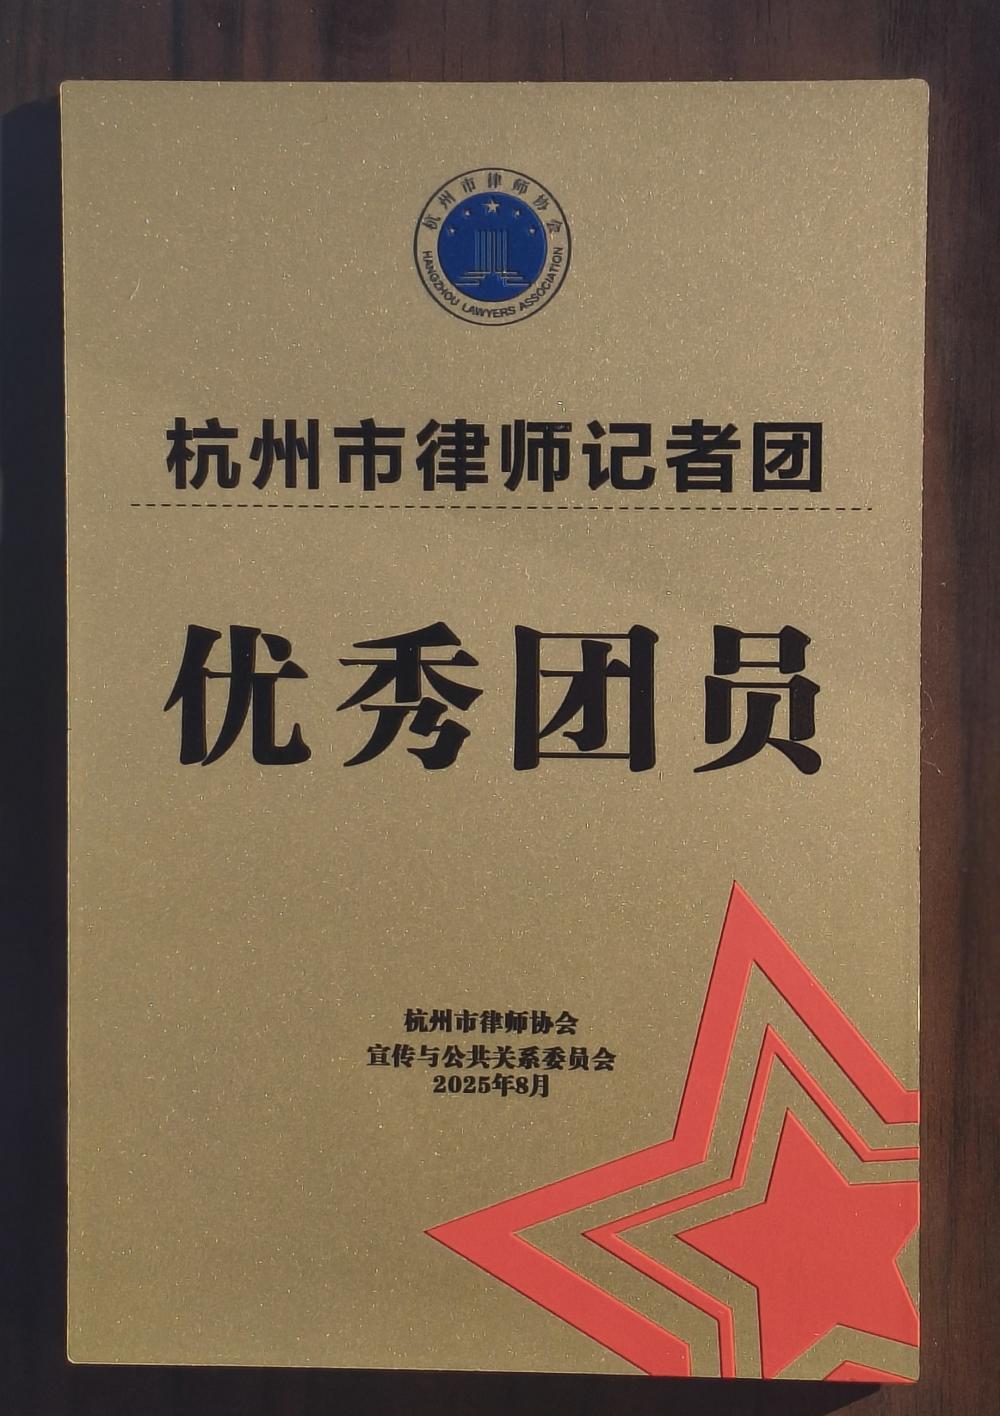 杭州市律师协会
HANGZHOU LAWYERS ASSOCIATION
杭州市律师记者团
优秀团员
杭州市律师协会
宣传与公共关系委员会
2025年8月